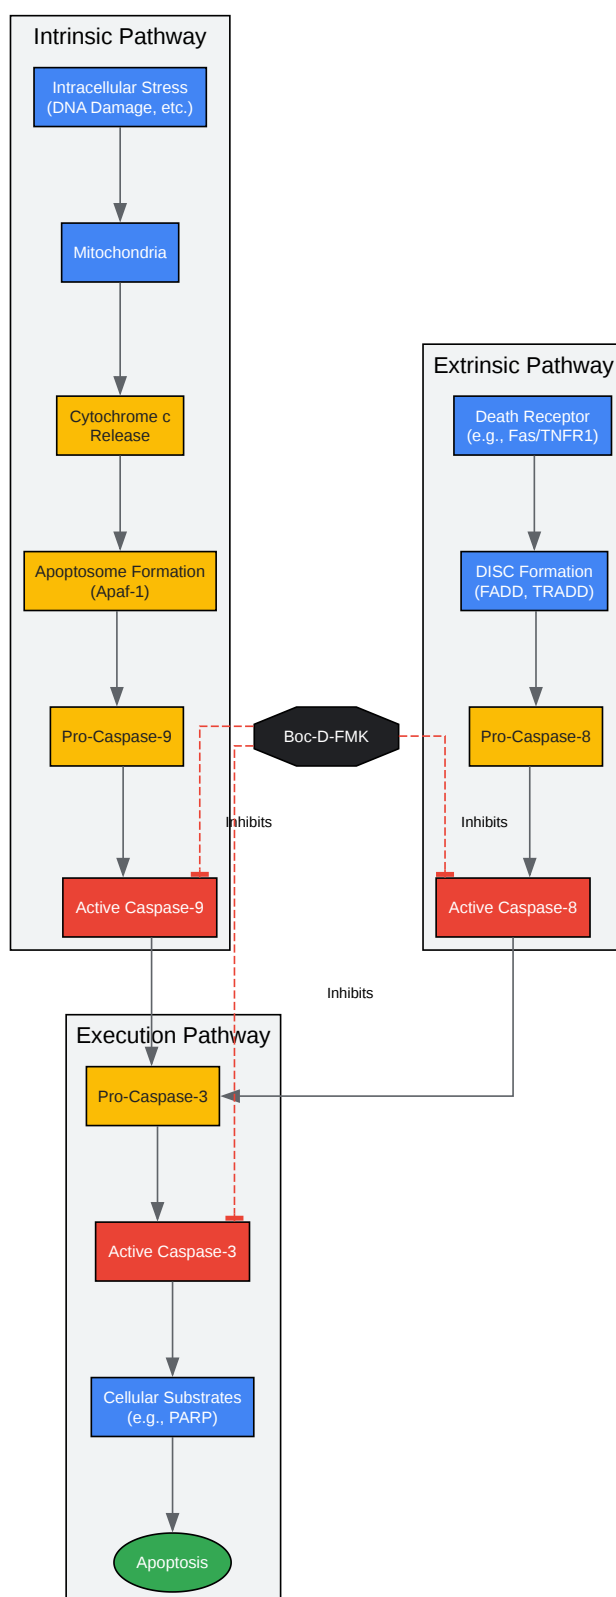 Intrinsic Pathway
Intracellular Stress
(DNA Damage, etc.)
Mitochondria
Cytochrome c
Release
Apoptosome Formation
(Apaf-1)
Pro-Caspase-9
Active Caspase-9
Extrinsic Pathway
Death Receptor
(e.g., Fas/TNFR1)
DISC Formation
(FADD, TRADD)
Pro-Caspase-8
Active Caspase-8
Boc-D-FMK
Inhibits
Inhibits
Inhibits
Execution Pathway
Pro-Caspase-3
Active Caspase-3
Cellular Substrates
(e.g., PARP)
Apoptosis